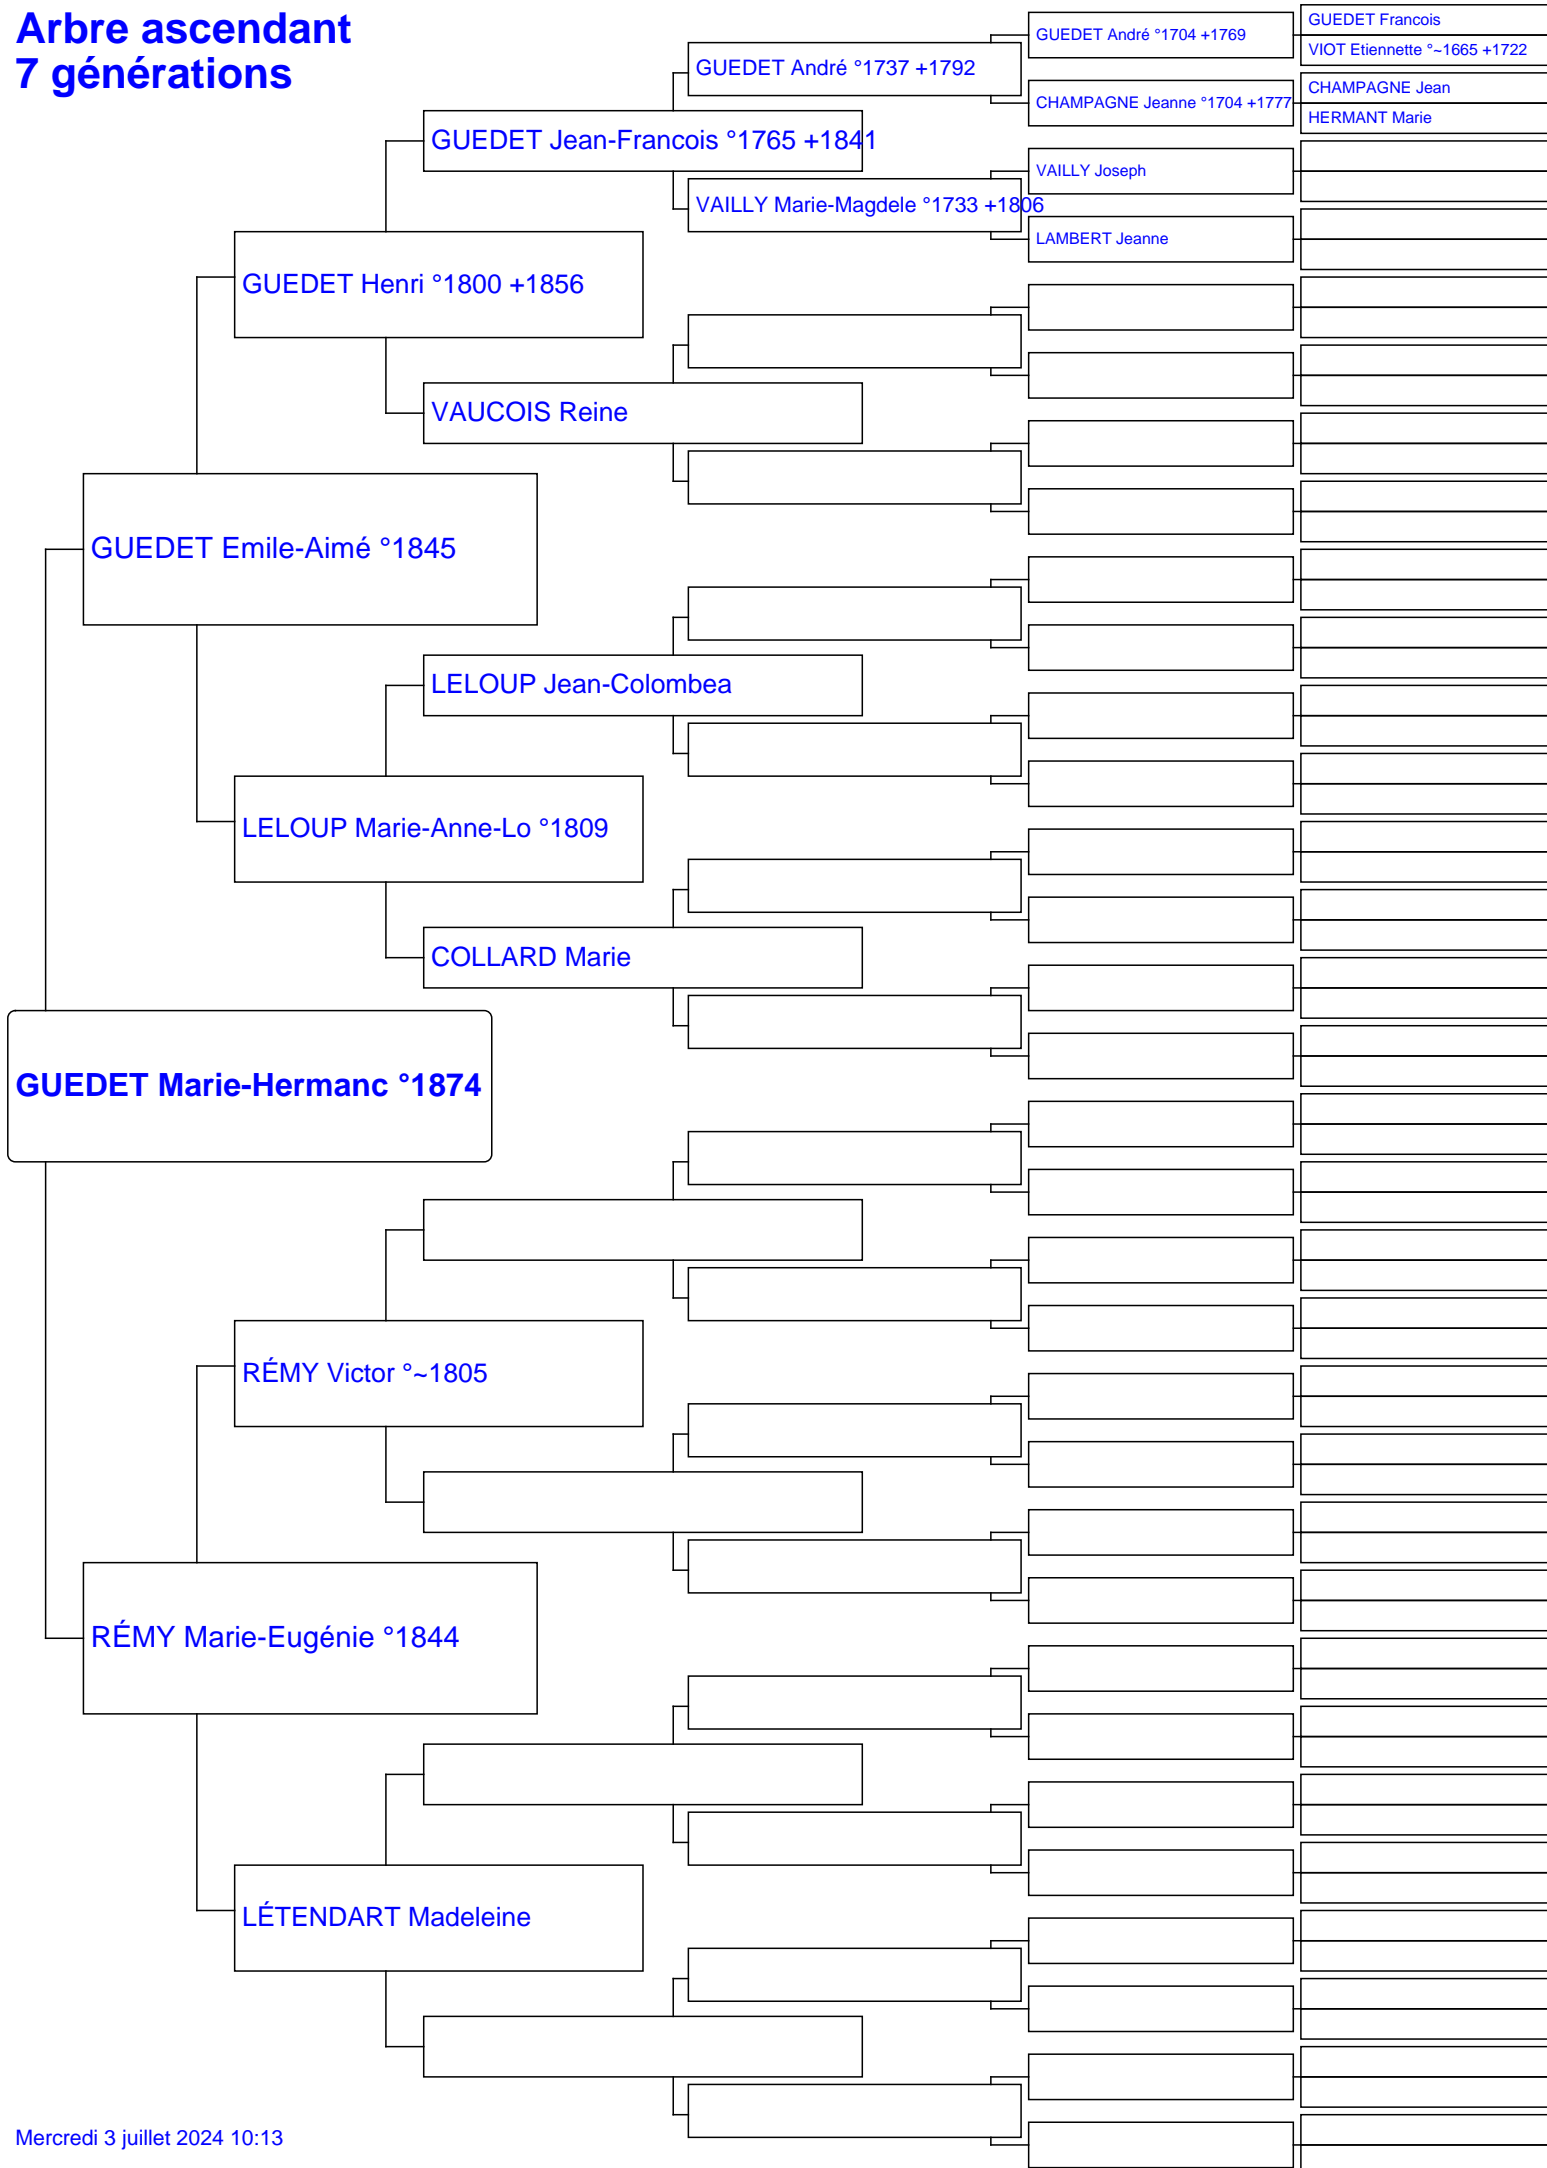 Arbre ascendant
7 générations
GUEDET Francois
VIOT Etiennette °~1665 +1722
GUEDET André °1704 +1769
CHAMPAGNE Jean
HERMANT Marie
CHAMPAGNE Jeanne °1704 +1777
GUEDET André °1737 +1792
GUEDET Jean-Francois °1765 +1841
VAILLY Joseph
VAILLY Marie-Magdele °1733 +1806
LAMBERT Jeanne
GUEDET Henri °1800 +1856
VAUCOIS Reine
GUEDET Emile-Aimé °1845
LELOUP Jean-Colombea
LELOUP Marie-Anne-Lo °1809
COLLARD Marie
GUEDET Marie-Hermanc °1874
RÉMY Victor °~1805
RÉMY Marie-Eugénie °1844
LÉTENDART Madeleine
Mercredi 3 juillet 2024 10:13